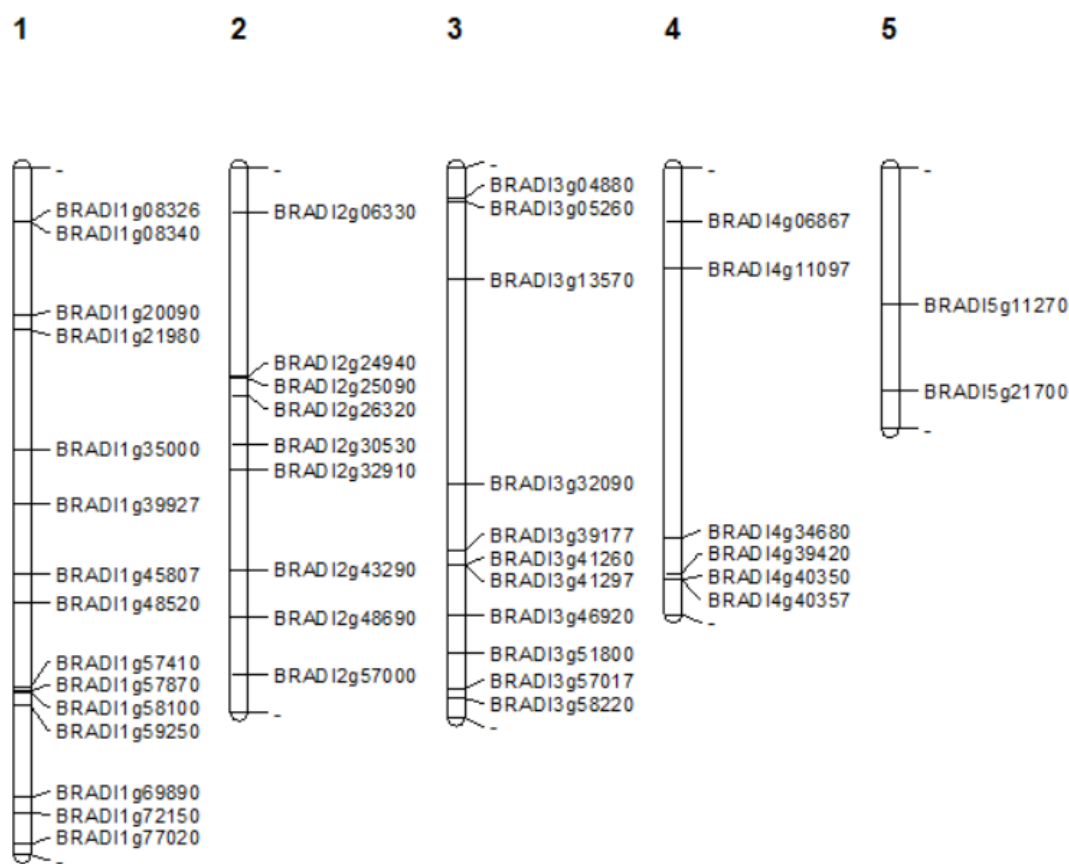 1
2
3
4
5
-
BRADI1g08326
BRADI1g08340
BRADI1g20090
BRADI1g21980
BRADI1g35000
BRADI1g39927
BRADI1g45807
BRADI1g48520
BRADI1g57410
BRADI1g57870
BRADI1g58100
BRADI1g59250
BRADI1g69890
BRADI1g72150
BRADI1g77020
-
-
BRADI2g06330
BRADI2g24940
BRADI2g25090
BRADI2g26320
BRADI2g30530
BRADI2g32910
BRADI2g43290
BRADI2g48690
BRADI2g57000
-
-
BRADI3g04880
BRADI3g05260
BRADI3g13570
BRADI3g32090
BRADI3g39177
BRADI3g41260
BRADI3g41297
BRADI3g46920
BRADI3g51800
BRADI3g57017
BRADI3g58220
-
-
BRADI4g06867
BRADI4g11097
BRADI4g34680
BRADI4g39420
BRADI4g40350
BRADI4g40357
-
-
BRADI5g11270
BRADI5g21700
-